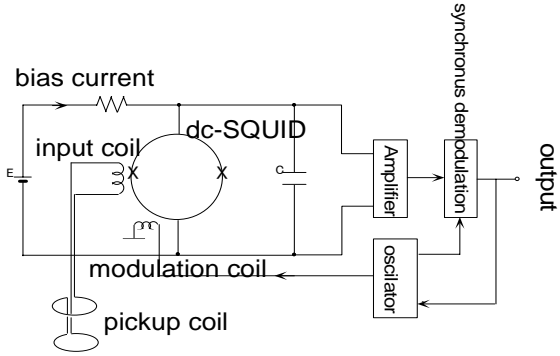 synchronus demodulation
bias current
dc-SQUID
input coil
X
X
E
C
Amplifier
output
modulation coil
oscilator
pickup coil